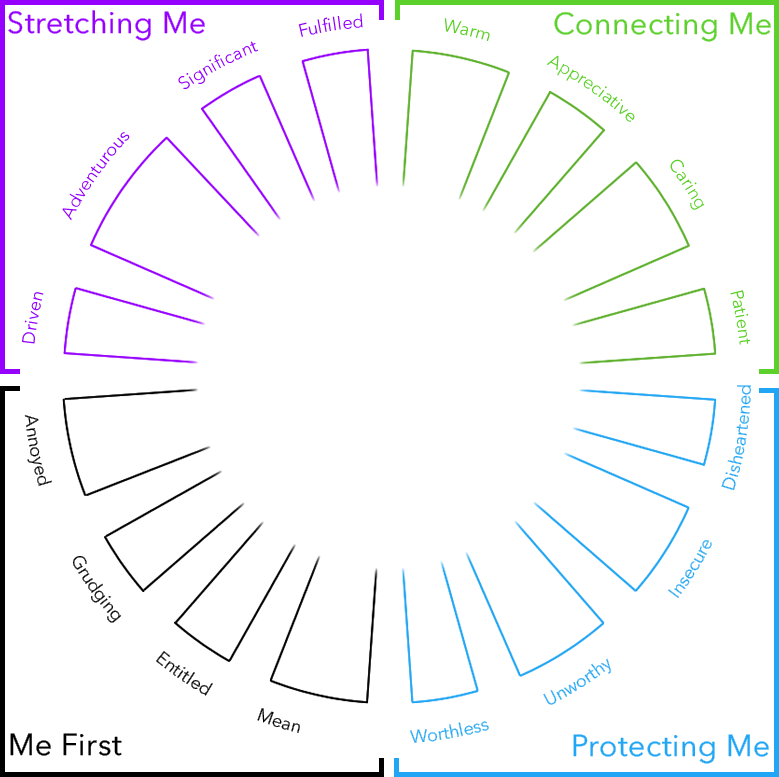 Stretching Me
Fulfilled
Significant
Adventurous
Driven
Connecting Me
Warm
Appreciative
Caring
Patient
Annoyed
Grudging
Entitled
Mean
Me First
Disheartened
Insecure
Unworthy
Worthless
Protecting Me